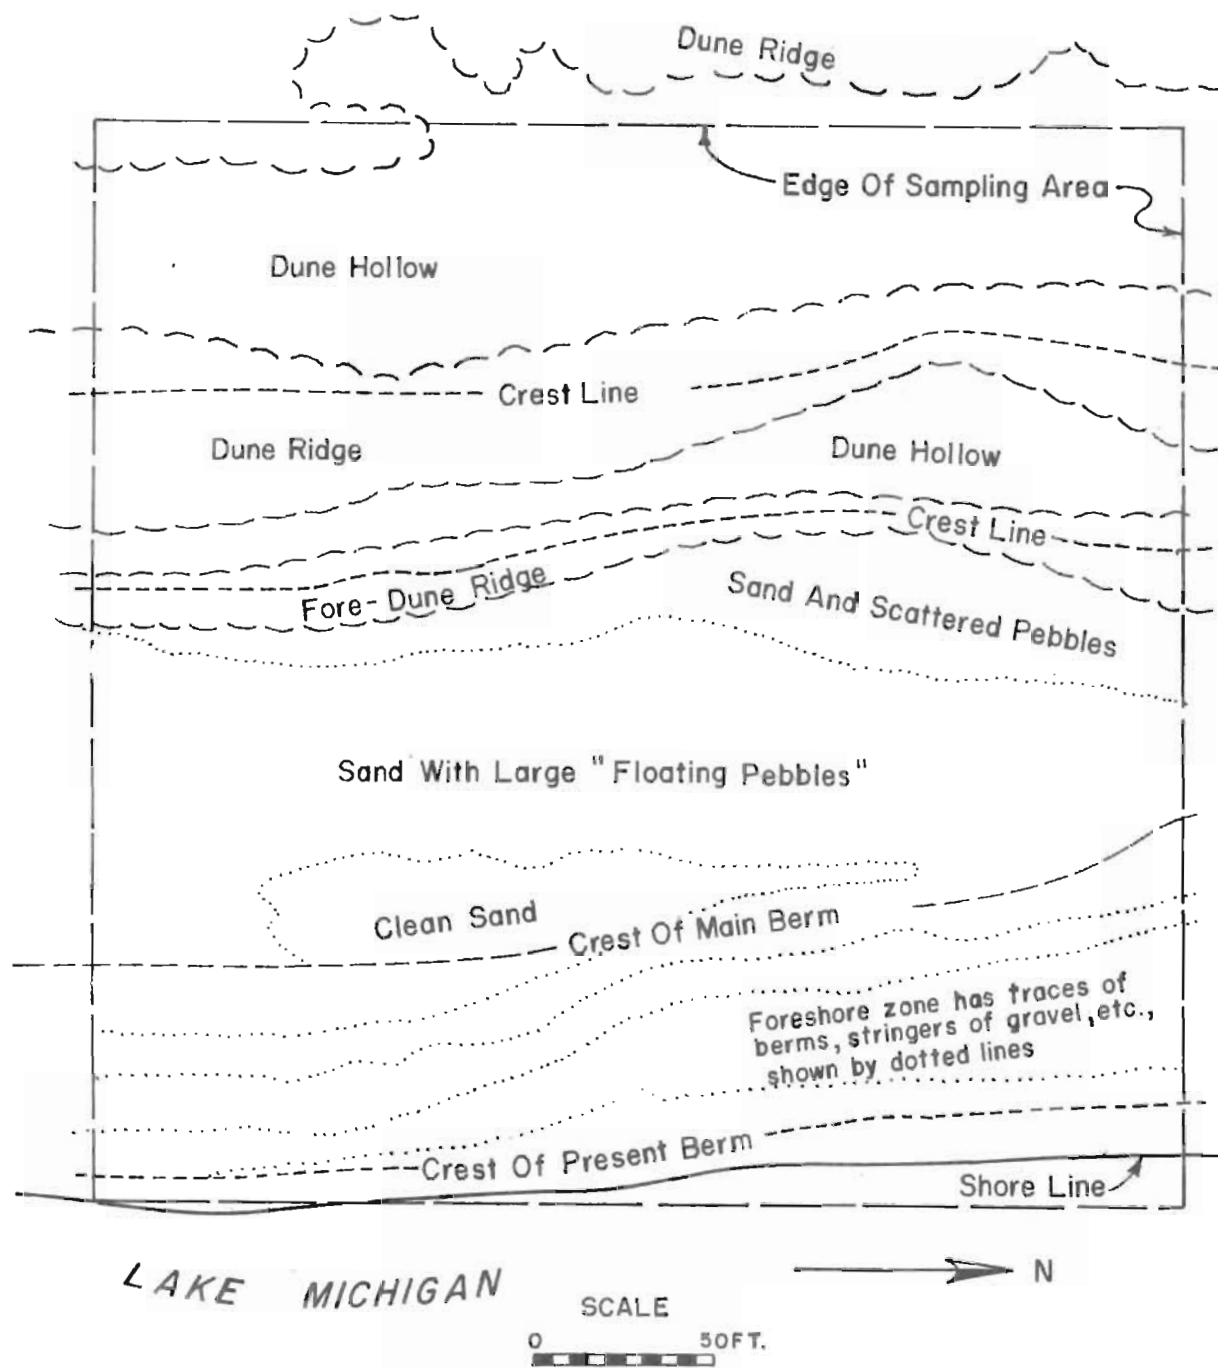 Dune Ridge
Edge Of Sampling Area
Dune Hollow
Crest Line
Dune Ridge
Dune Hollow
Crest Line
Fore-Dune Ridge
Sand And Scattered Pebbles
Sand With Large "Floating Pebbles"
Clean Sand
Crest Of Main Berm
Foreshore zone has traces of
berms, stringers of gravel, etc.,
shown by dotted lines
Crest Of Present Berm
Shore Line
LAKE MICHIGAN
N
SCALE
0 50FT.